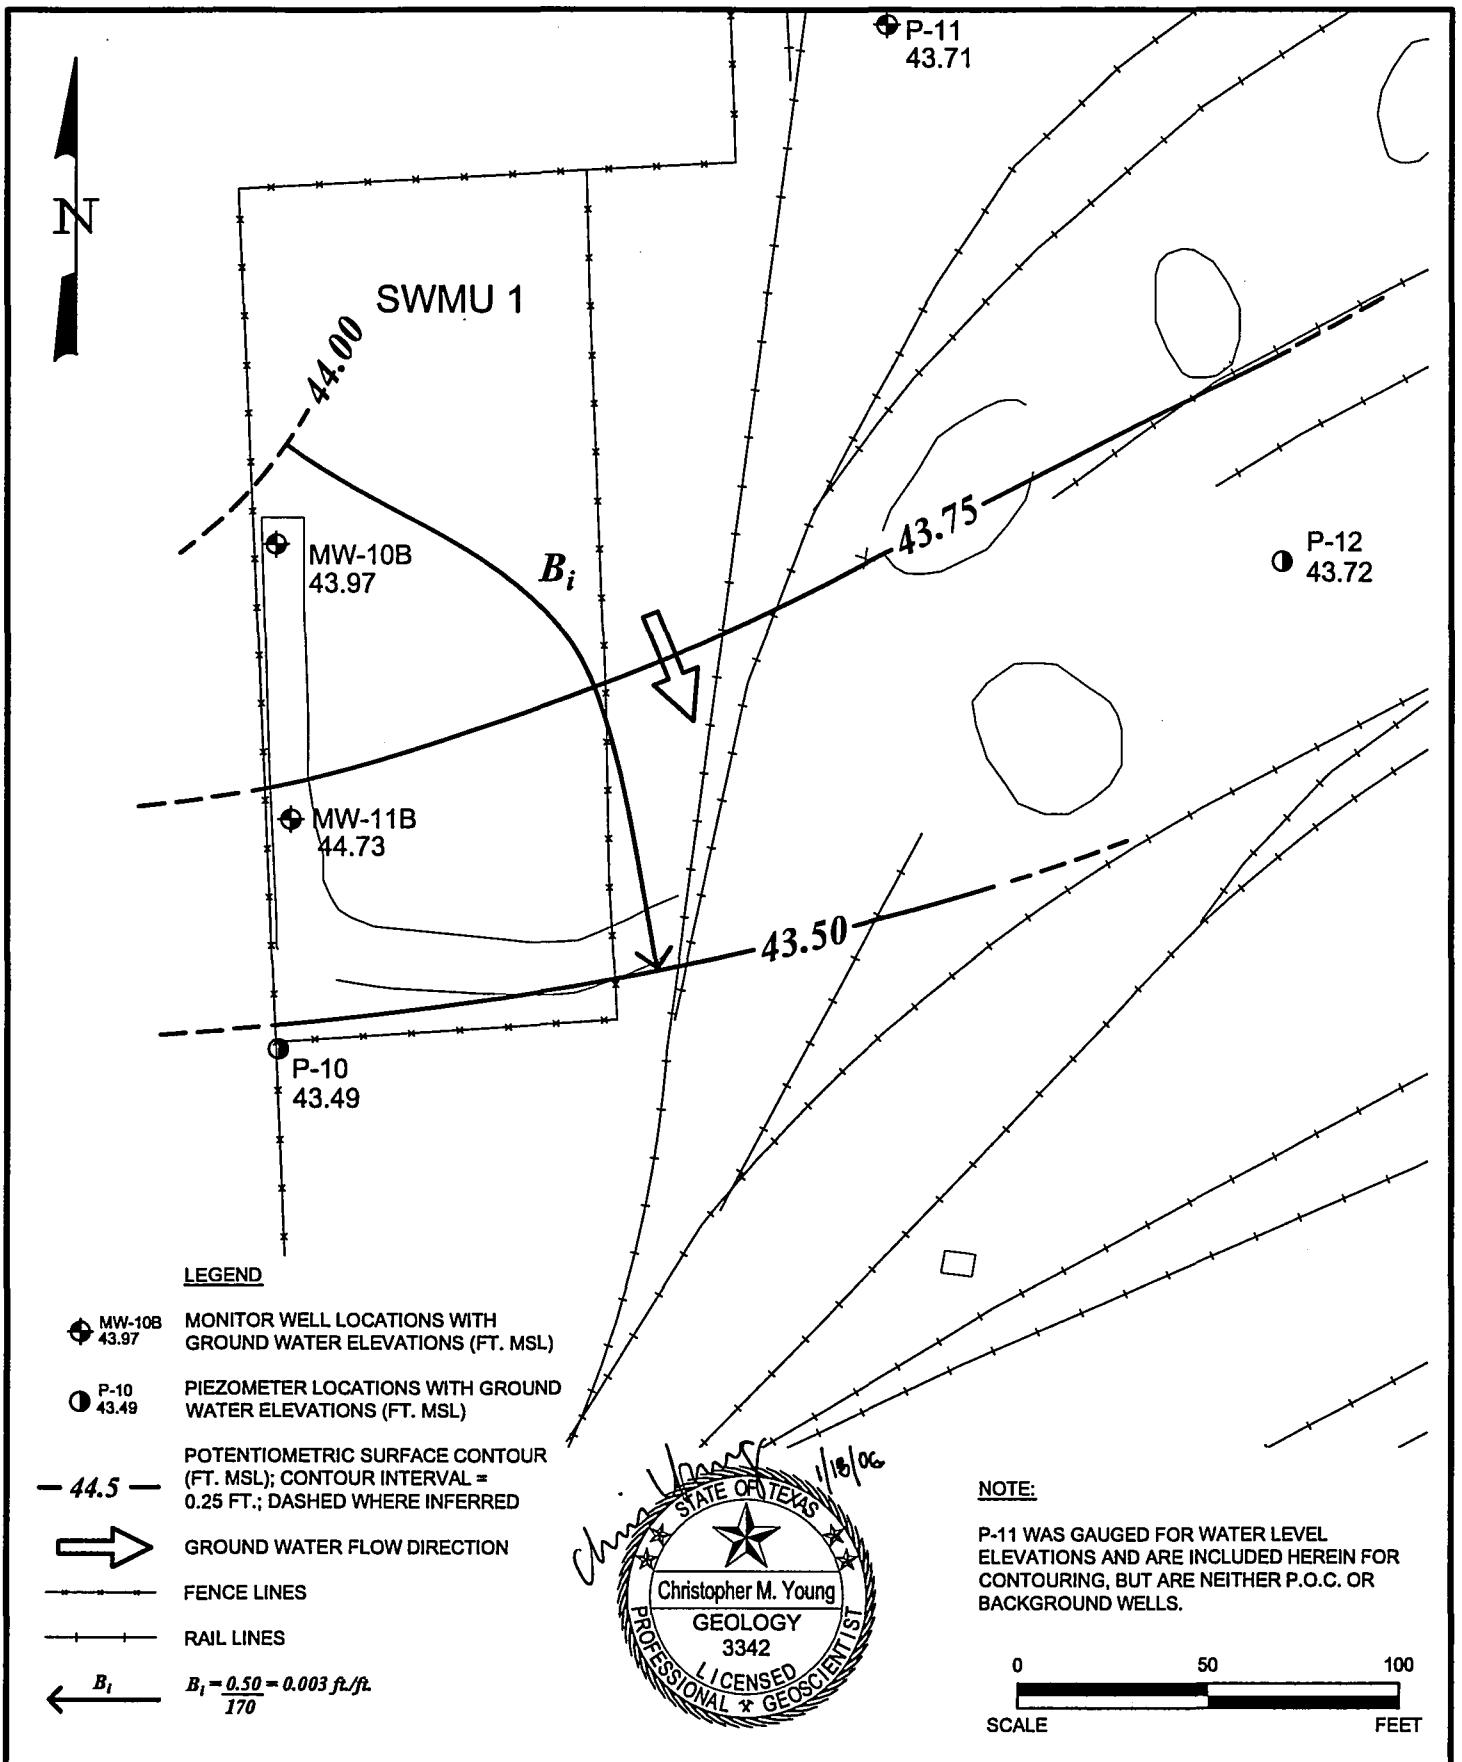 P-11
43.71
N
SWMU 1
44.00
MW-10B
43.97
B i
43.75
P-12
43.72
MW-11B
44.73
43.50
P-10
43.49
LEGEND
MW-10B
43.97
MONITOR WELL LOCATIONS WITH
GROUND WATER ELEVATIONS (FT. MSL)
P-10
43.49
PIEZOMETER LOCATIONS WITH GROUND
WATER ELEVATIONS (FT. MSL)
44.5
POTENTIOMETRIC SURFACE CONTOUR
(FT. MSL); CONTOUR INTERVAL =
0.25 FT.; DASHED WHERE INFERRED
GROUND WATER FLOW DIRECTION
FENCE LINES
RAIL LINES
B i
B i = 0.50 = 0.003 ft./ft.
170
1/18/06
STATE OF TEXAS
Christopher M. Young
GEOLOGY
3342
LICENSED
PROFESSIONAL GEOSCIENTIST
NOTE:
P-11 WAS GAUGED FOR WATER LEVEL
ELEVATIONS AND ARE INCLUDED HEREIN FOR
CONTOURING, BUT ARE NEITHER P.O.C. OR
BACKGROUND WELLS.
0 50 100
SCALE FEET